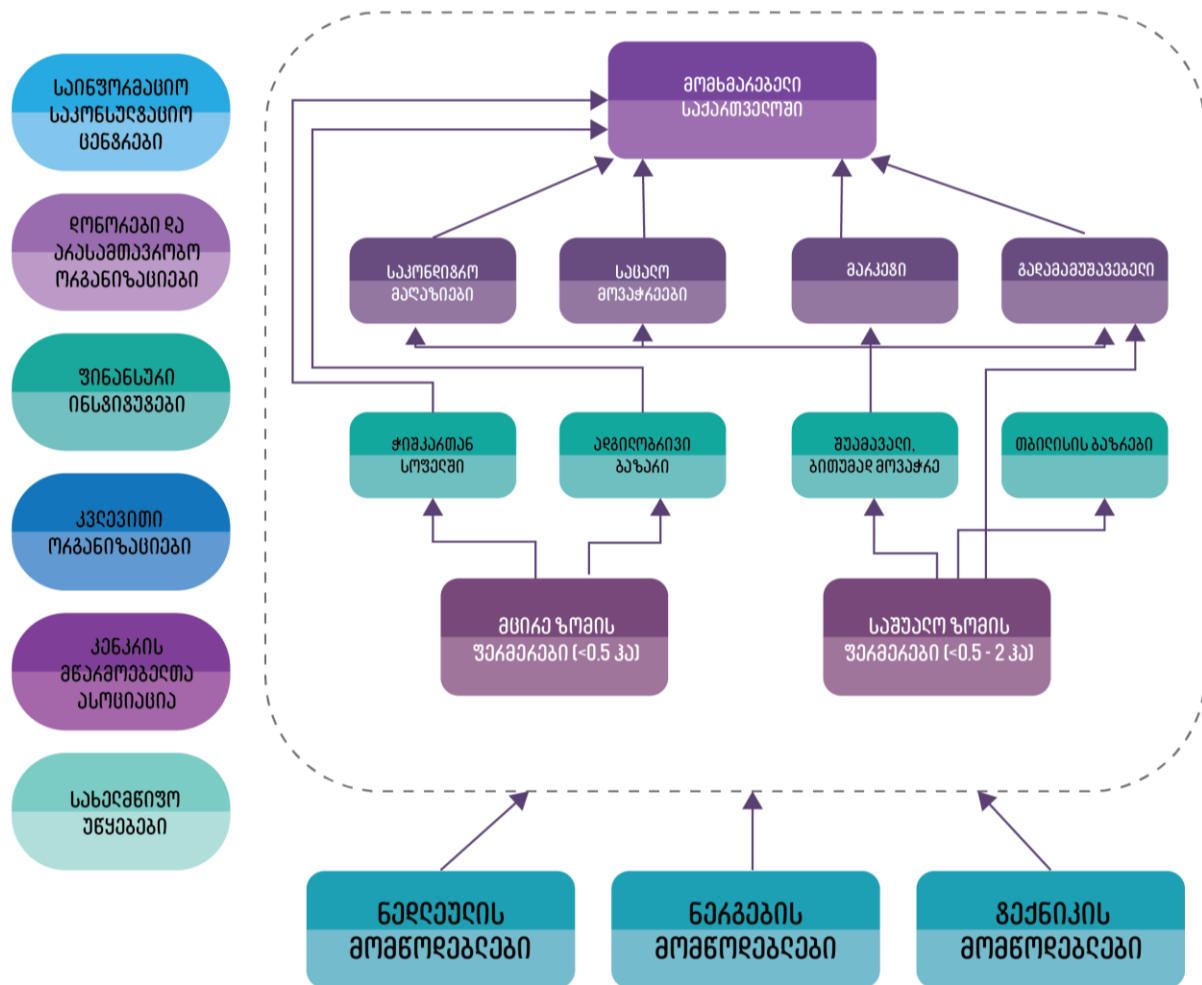 საინფორმაციო
საკონსულტაციო
ცენტრები
დონორები და
არასამთავრობო
ორგანიზაციები
ფინანსური
ინსტიტუტები
კვლევითი
ორგანიზაციები
კენკრის
მწარმოებელთა
ასოციაცია
სახელმწიფო
უწყებები
მომხმარებელი
საქართველოში
საკონდიტრო
მაღაზიები
საცალო
მოვაჭრეები
მარკეტი
გადამამუშავებელი
ჭიშკართან
სოფელში
ადგილობრივი
ბაზარი
შუამავალი,
ბითუმად მოვაჭრე
თბილისის ბაზრები
მცირე ზომის
ფერმერები (<0.5 ჰა)
საშუალო ზომის
ფერმერები (<0.5 - 2 ჰა)
ნედლეულის
მომწოდებლები
ნერგების
მომწოდებლები
ტექნიკის
მომწოდებლები